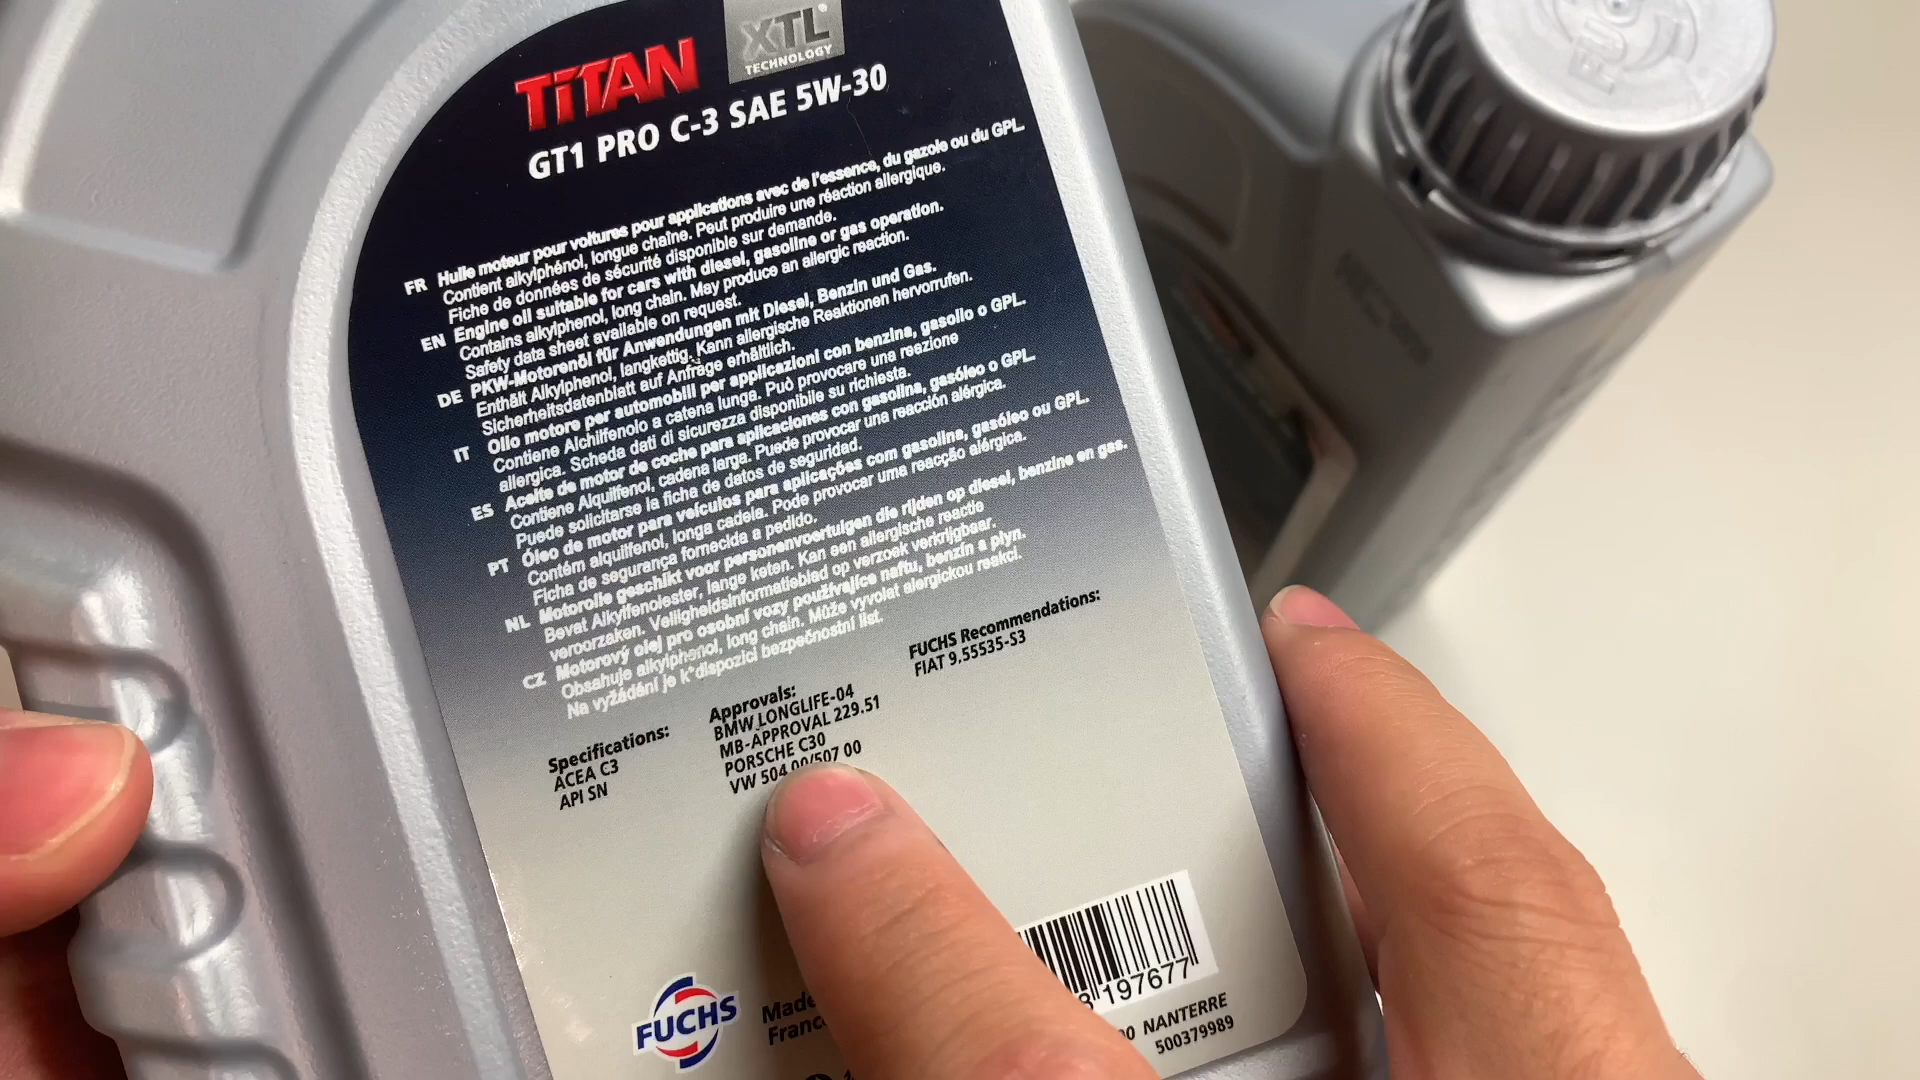 XTL
TECHNOLOGY
TITAN
GT1 PRO C-3 SAE 5W-30
FR Huile moteur pour voitures pour applications avec de l'essence, du gazole ou du GPL.
Contient alkylphénol, longue chaîne. Peut produire une réaction allergique.
Fiche de données de sécurité disponible sur demande.
EN Engine oil suitable for cars with diesel, gasoline or gas operation.
Contains alkylphenol, long chain. May produce an allergic reaction.
Safety data sheet available on request.
DE PKW-Motorenöl für Anwendungen mit Diesel, Benzin und Gas.
Enthält Alkylphenol, langkettig. Kann allergische Reaktionen hervorrufen.
Sicherheitsdatenblatt auf Anfrage erhältlich.
IT Olio motore per automobili per applicazioni con benzina, gasolio o GPL.
Contiene Alchilfenolo a catena lunga. Può provocare una reazione
allergica. Scheda dati di sicurezza disponibile su richiesta.
ES Aceite de motor de coche para aplicaciones con gasolina, gasóleo o GPL.
Contiene Alquilfenol, cadena larga. Puede provocar una reacción alérgica.
Puede solicitarse la ficha de datos de seguridad.
PT Óleo de motor para veículos para aplicações com gasolina, gasóleo ou GPL.
Contém alquilfenol, longa cadeia. Pode provocar uma reacção alérgica.
Ficha de segurança fornecida a pedido.
NL Motorolie geschikt voor personenvoertuigen die rijden op diesel, benzine en gas.
Bevat Alkylfenolester, lange keten. Kan een allergische reactie
veroorzaken. Veiligheidsinformatieblad op verzoek verkrijgbaar.
CZ Motorový olej pro osobní vozy používajíce naftu, benzín a plyn.
Obsahuje alkylphenol, long chain. Může vyvolat alergickou reakci.
Na vyžádání je k dispozici bezpečnostní list.
Specifications:
ACEA C3
API SN
Approvals:
BMW LONGLIFE-04
MB-APPROVAL 229.51
PORSCHE C30
VW 504 00/507 00
FUCHS Recommendations:
FIAT 9.55535-S3
FUCHS
Made
197677
NANTERRE
500379989